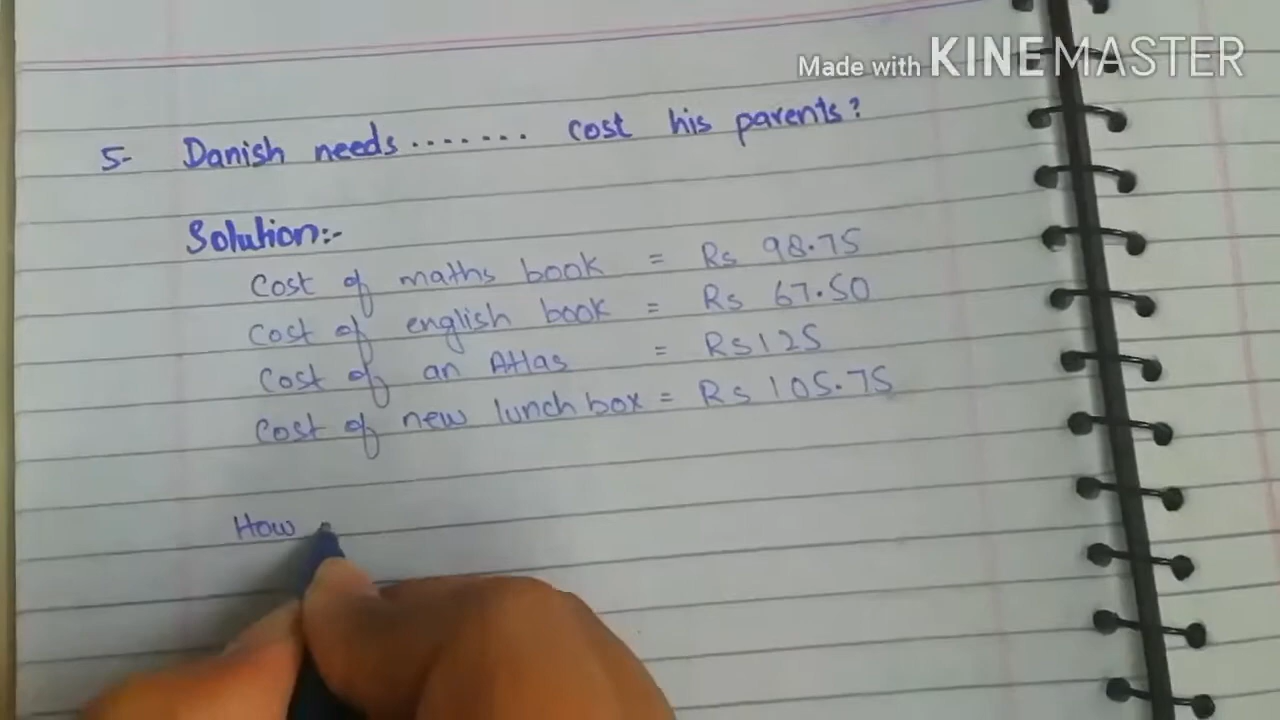 Made with KINEMASTER
5- Danish needs ....... cost his parents?
Solution:-
Cost of maths book = Rs 98.75
Cost of english book = Rs 67.50
Cost of an Atlas = Rs 125
Cost of new lunch box = Rs 105.75
How